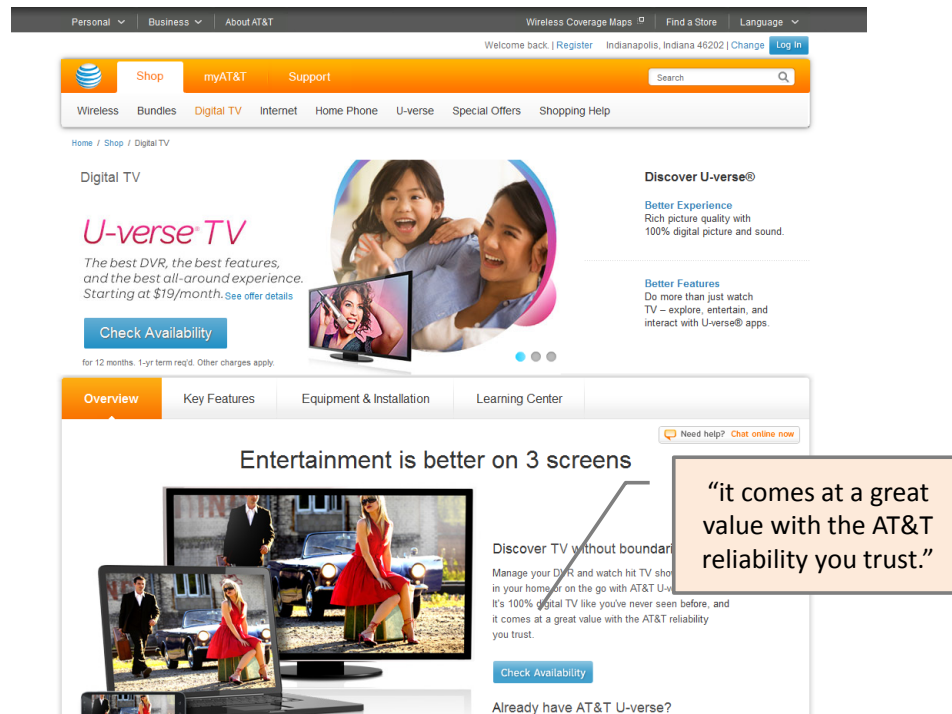 Personal Business About AT&T Wireless Coverage Maps Find a Store Language
Welcome back. | Register Indianapolis, Indiana 46202 | Change Log In
Shop myAT&T Support Search
Wireless Bundles Digital TV Internet Home Phone U-verse Special Offers Shopping Help
Home / Shop / Digital TV
Digital TV
U-verse® TV
The best DVR, the best features,
and the best all-around experience.
Starting at $19/month. See offer details
Check Availability
for 12 months. 1-yr term req'd. Other charges apply.
Discover U-verse®
Better Experience
Rich picture quality with
100% digital picture and sound.
Better Features
Do more than just watch
TV – explore, entertain, and
interact with U-verse® apps.
Overview Key Features Equipment & Installation Learning Center
Need help? Chat online now
Entertainment is better on 3 screens
“it comes at a great
value with the AT&T
reliability you trust.”
Discover TV without
Manage your DVR and watch hit TV
in your home or on the go with AT&T
It's 100% digital TV like you've never seen before, and
it comes at a great value with the AT&T reliability
you trust.
Check Availability
Already have AT&T U-verse?